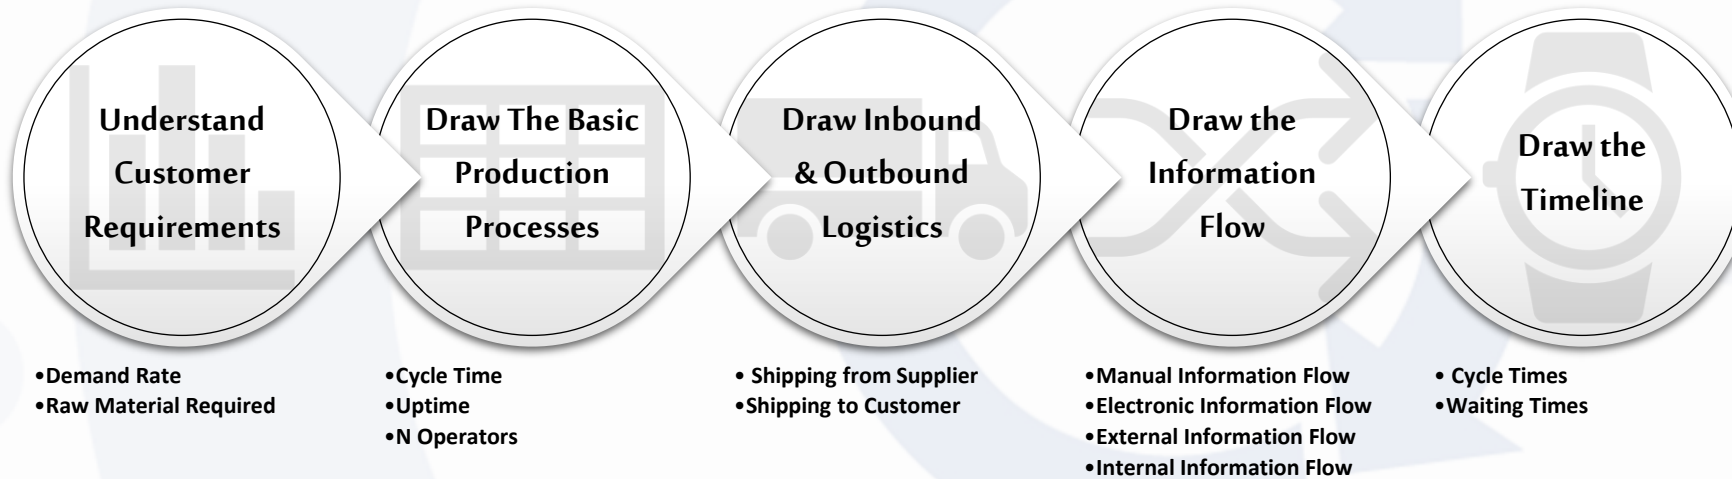 Understand
Customer
Requirements
•Demand Rate
•Raw Material Required
Draw The Basic
Production
Processes
•Cycle Time
•Uptime
•N Operators
Draw Inbound
& Outbound
Logistics
• Shipping from Supplier
•Shipping to Customer
Draw the
Information
Flow
•Manual Information Flow
•Electronic Information Flow
•External Information Flow
•Internal Information Flow
Draw the
Timeline
• Cycle Times
•Waiting Times